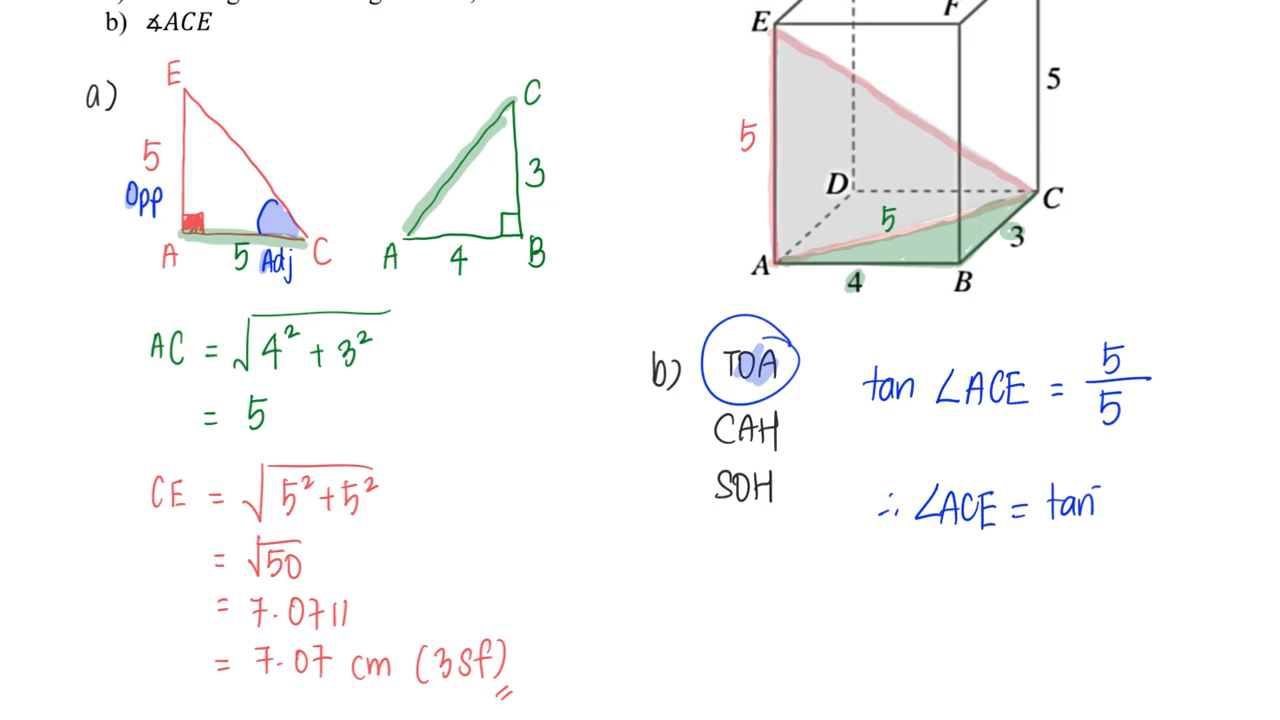 b) ∡ACE
a)
E
5
Opp
A
5
Adj
C
C
3
A
4
B
AC = √4² + 3²
= 5
CE = √5² + 5²
= √50
= 7.0711
= 7.07 cm (3sf)
E
F
5
5
D
C
5
3
A
4
B
b)
TOA
CAH
SOH
tan ∠ACE = 5/5
∴ ∠ACE = tan⁻